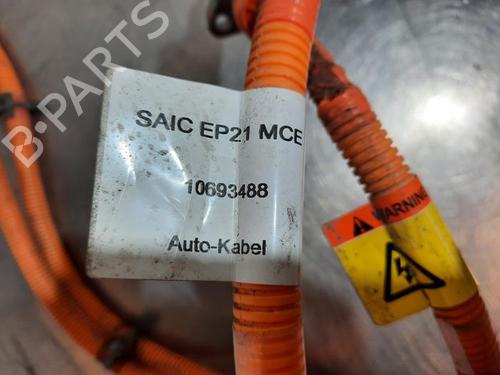 B-PARTS
SAIC EP21 MCE
10693488
Auto-Kabel
WARNING